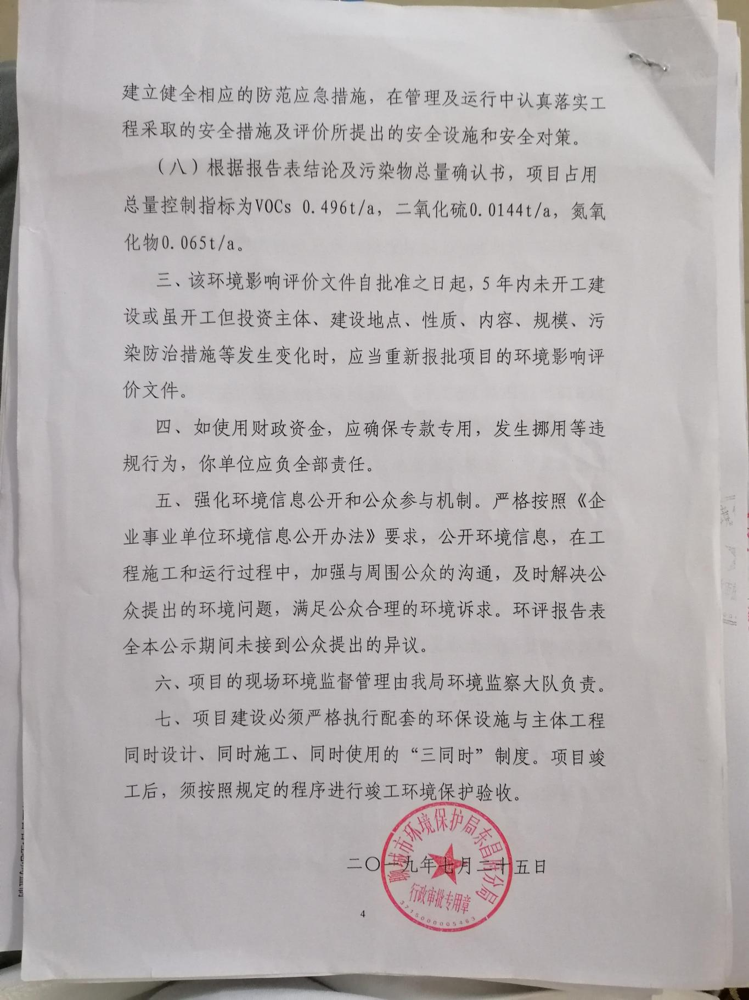 建立健全相应的防范应急措施，在管理及运行中认真落实工
程采取的安全措施及评价所提出的安全设施和安全对策。
（八）根据报告表结论及污染物总量确认书，项目占用
总量控制指标为VOCs 0.496t/a，二氧化硫0.0144t/a，氮氧
化物0.065t/a。
三、该环境影响评价文件自批准之日起，5 年内未开工建
设或虽开工但投资主体、建设地点、性质、内容、规模、污
染防治措施等发生变化时，应当重新报批项目的环境影响评
价文件。
四、如使用财政资金，应确保专款专用，发生挪用等违
规行为，你单位应负全部责任。
五、强化环境信息公开和公众参与机制。严格按照《企
业事业单位环境信息公开办法》要求，公开环境信息，在工
程施工和运行过程中，加强与周围公众的沟通，及时解决公
众提出的环境问题，满足公众合理的环境诉求。环评报告表
全本公示期间未接到公众提出的异议。
六、项目的现场环境监督管理由我局环境监察大队负责。
七、项目建设必须严格执行配套的环保设施与主体工程
同时设计、同时施工、同时使用的“三同时”制度。项目竣
工后，须按照规定的程序进行竣工环境保护验收。
聊城市环境保护局东昌府分局
二〇一九年七月二十五日
行政审批专用章
3715000005463
4